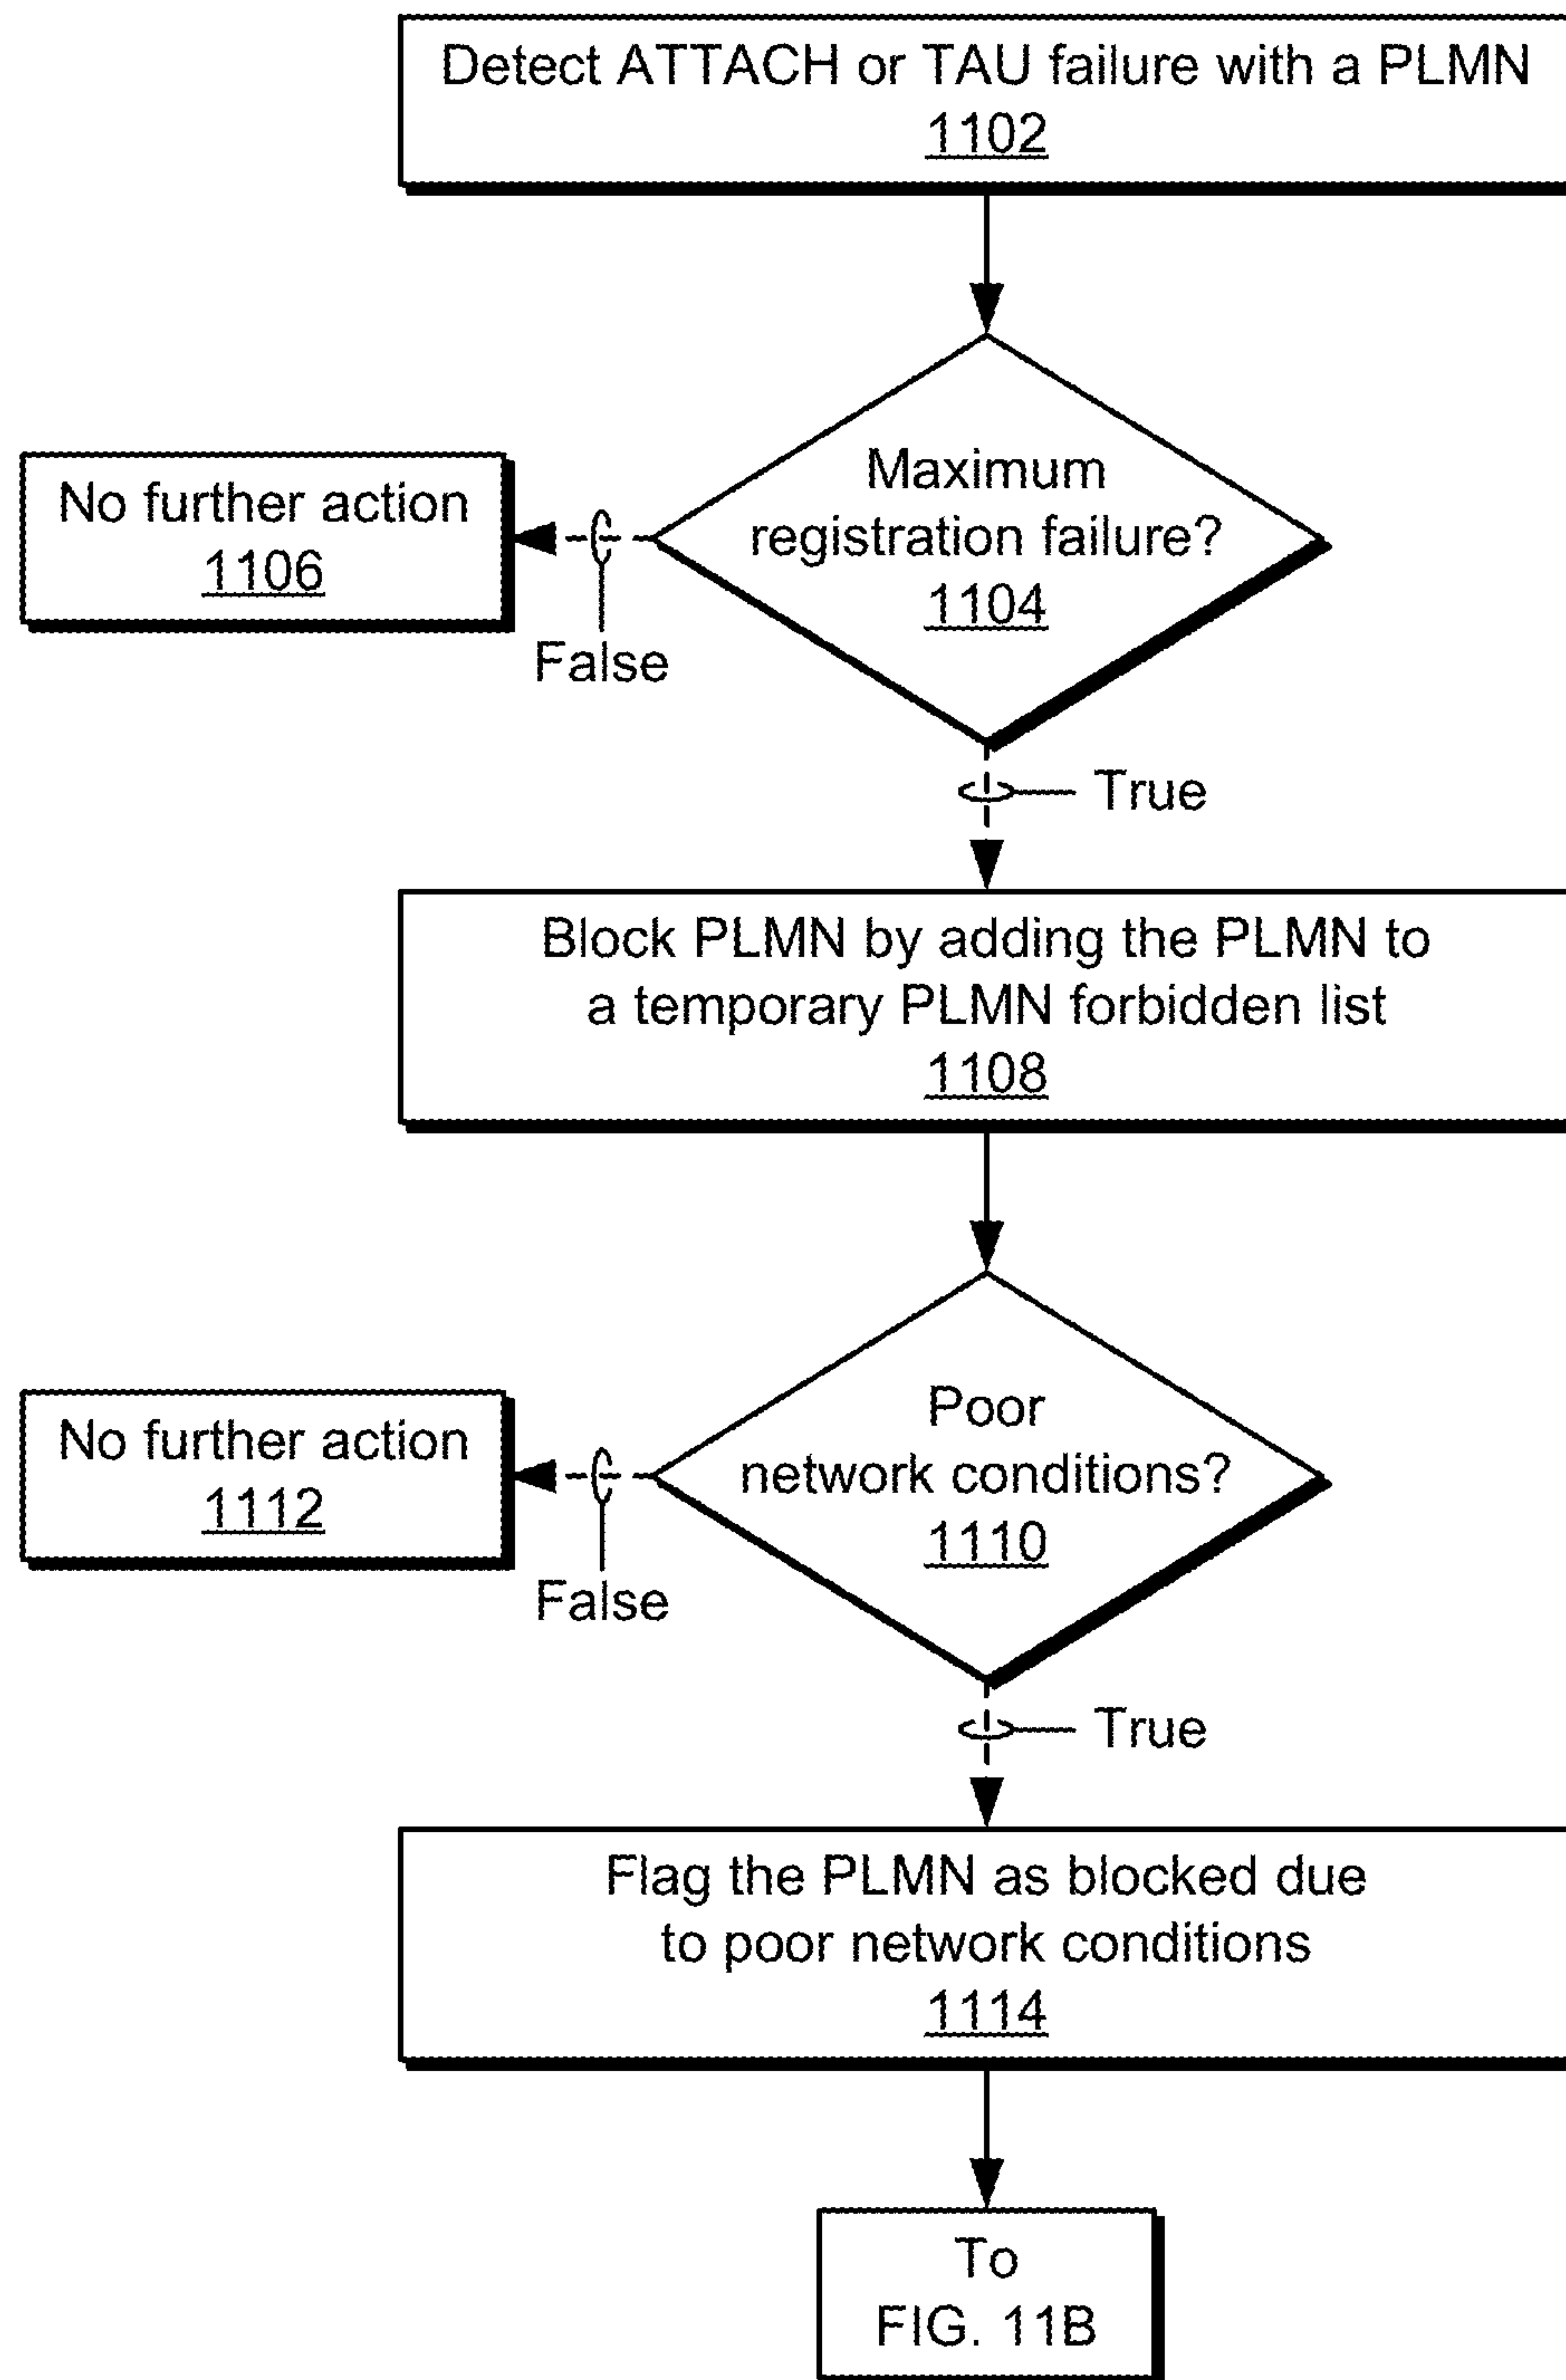 Detect ATTACH or TAU failure with a PLMN
1102
Maximum
registration failure?
1104
No further action
1106
False
True
Block PLMN by adding the PLMN to
a temporary PLMN forbidden list
1108
Poor
network conditions?
1110
No further action
1112
False
True
Flag the PLMN as blocked due
to poor network conditions
1114
To
FIG. 11B